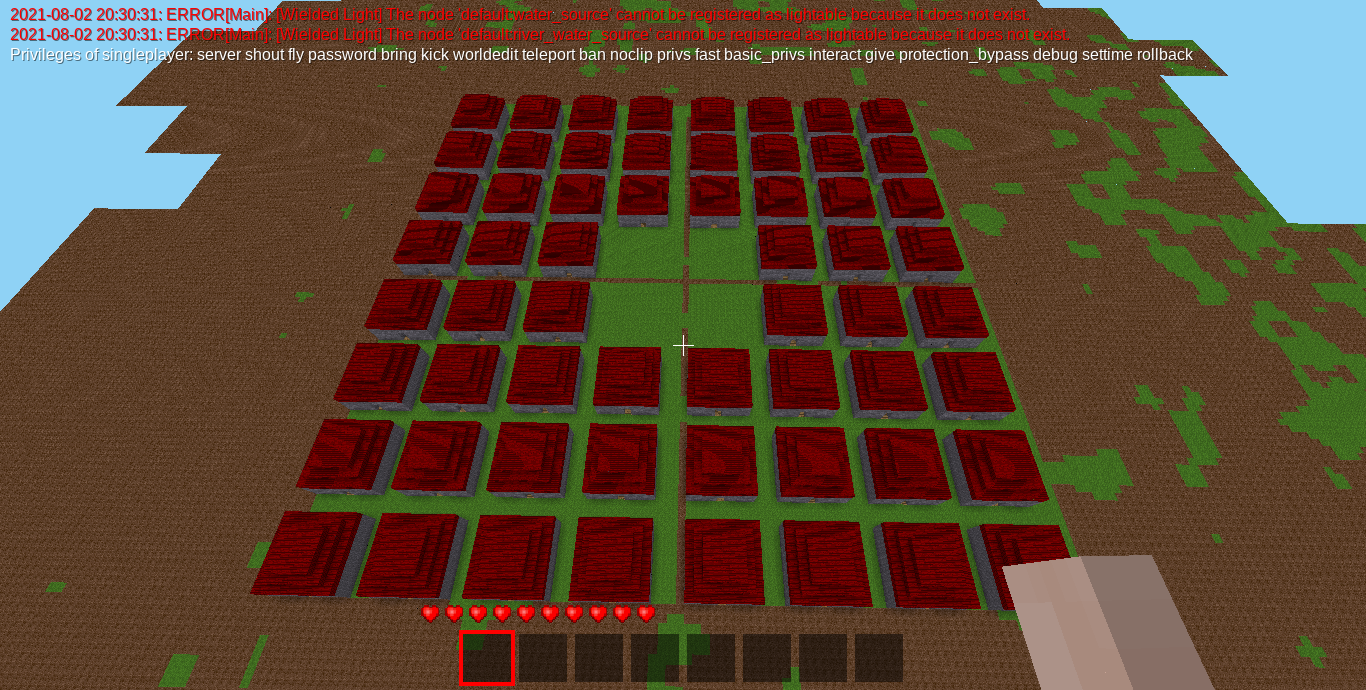 2021-08-02 20:30:31: ERROR[Main]: [Wielded Light] The node 'default:water_source' cannot be registered as lightable because it does not exist.
2021-08-02 20:30:31: ERROR[Main]: [Wielded Light] The node 'default:river_water_source' cannot be registered as lightable because it does not exist.
Privileges of singleplayer: server shout fly password bring kick worldedit teleport ban noclip privs fast basic_privs interact give protection_bypass debug settime rollback